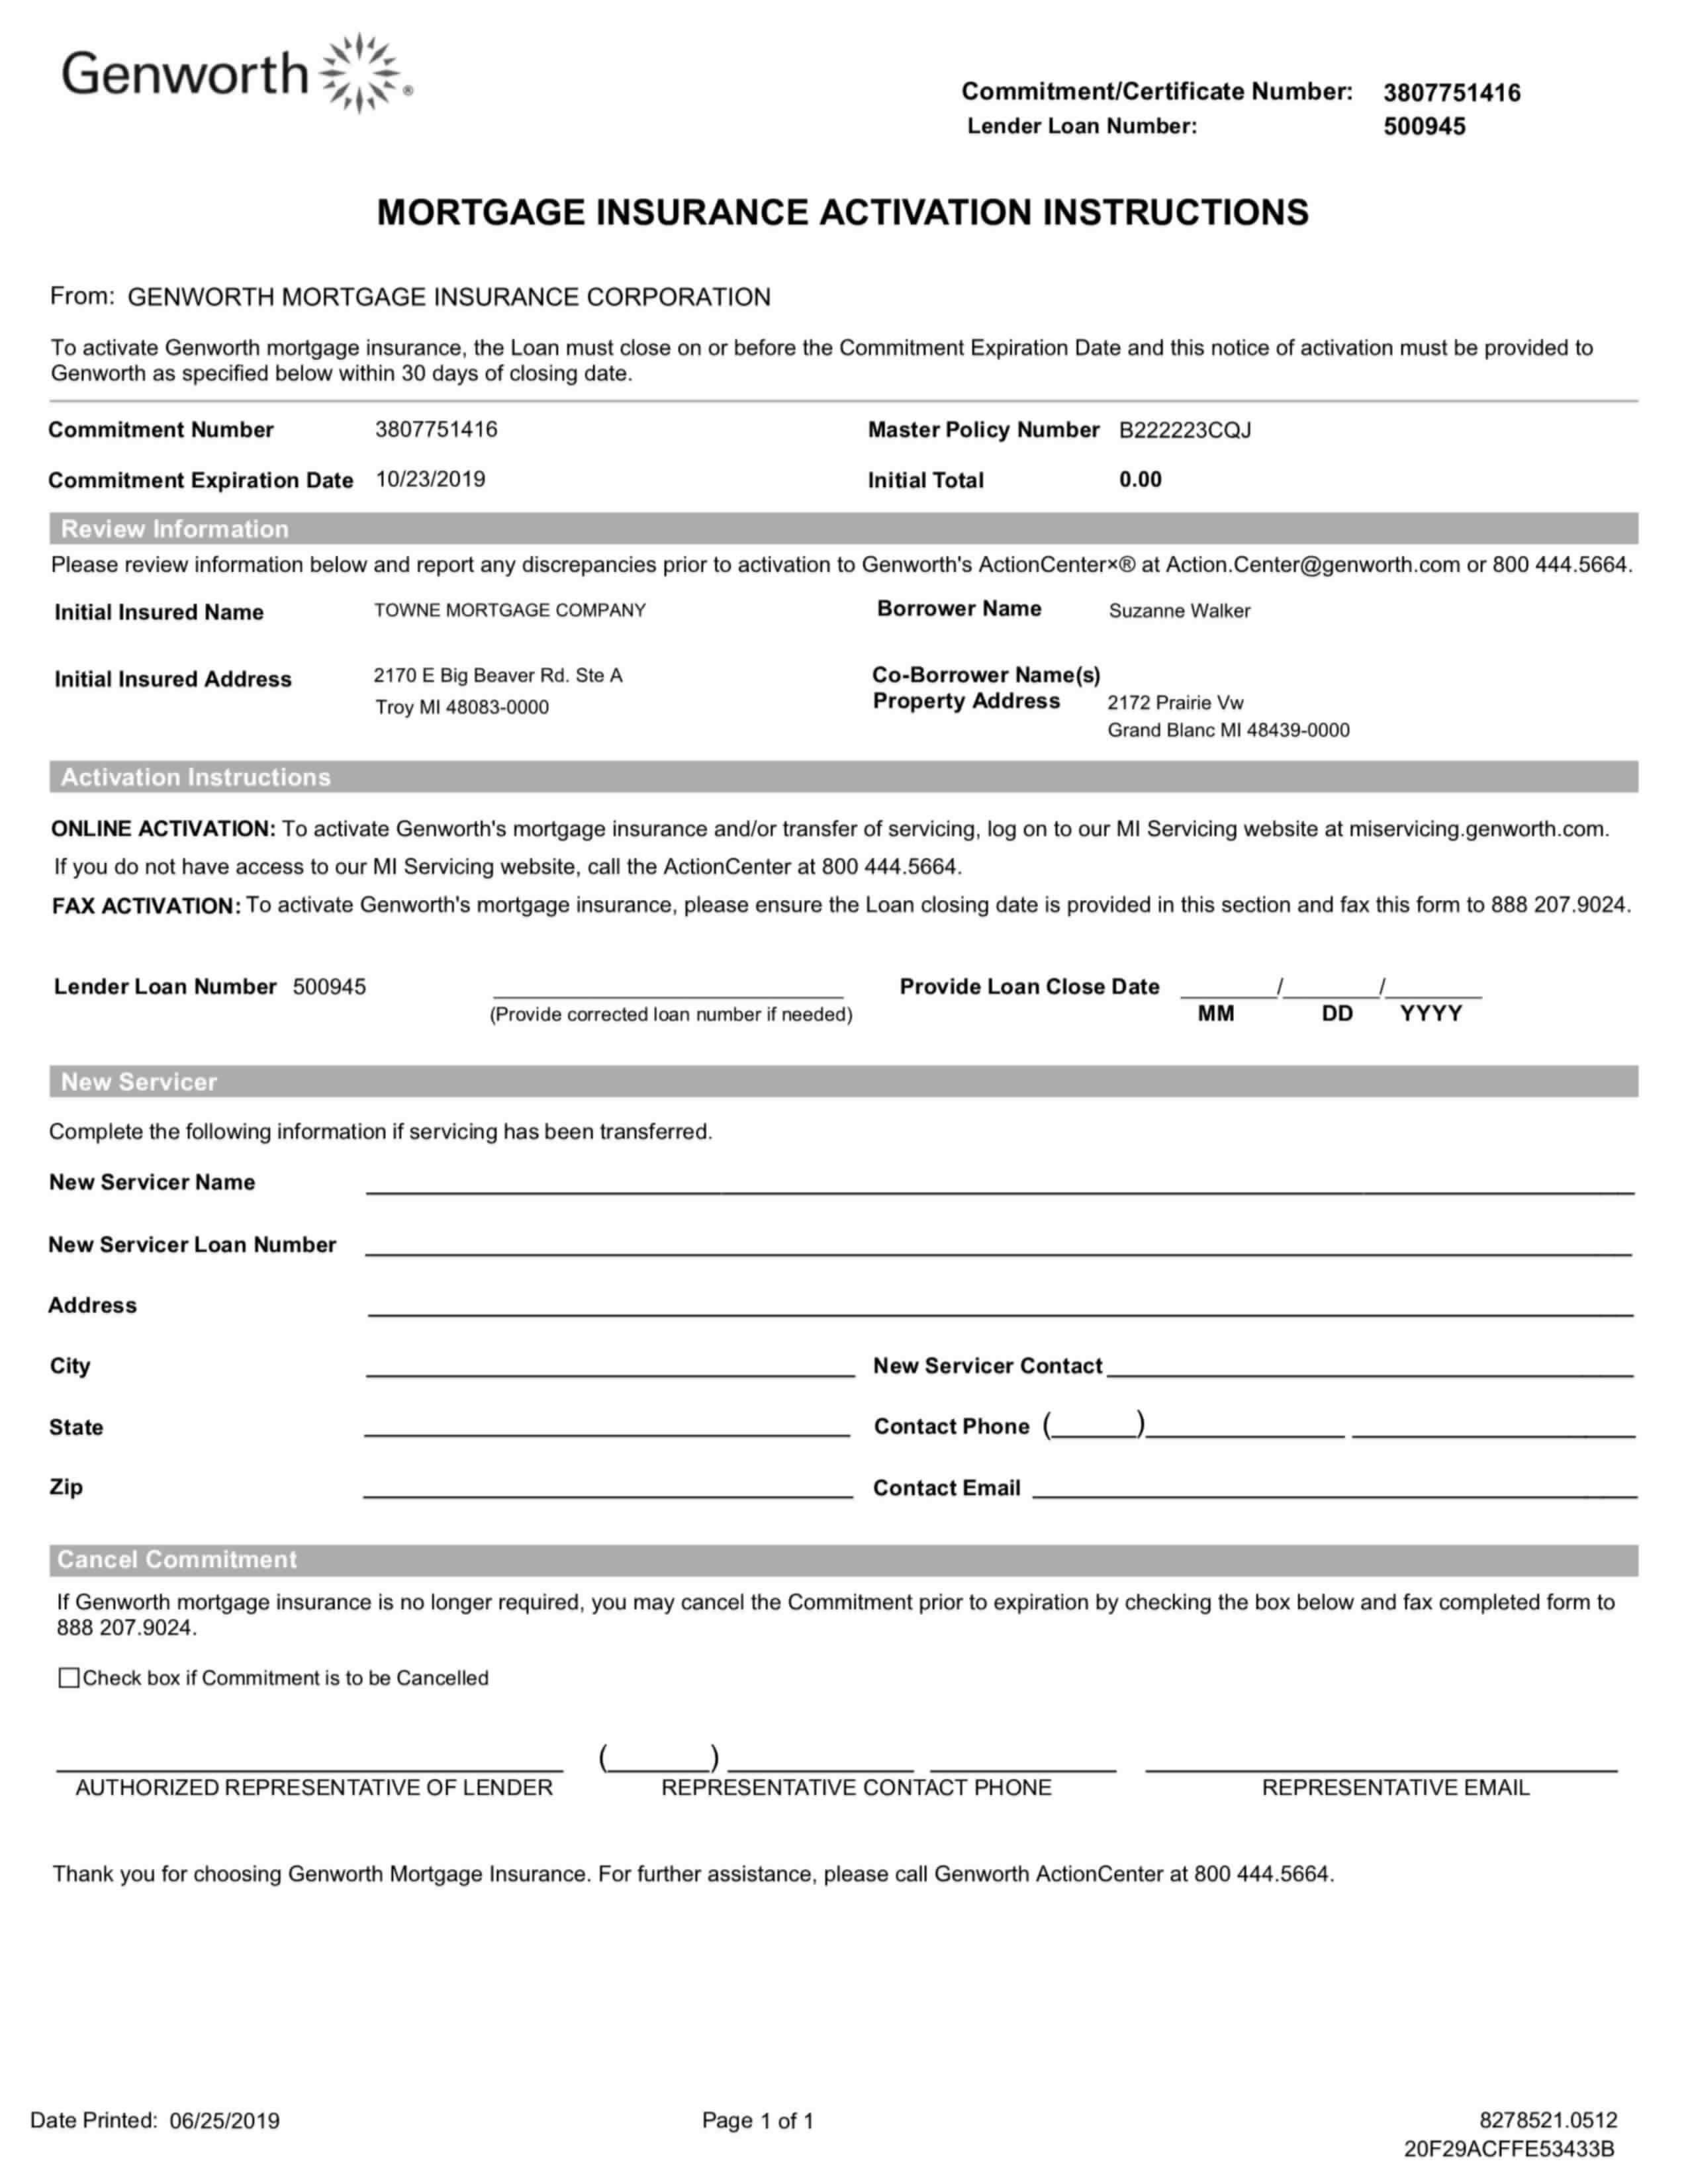 Genworth ®
Commitment/Certificate Number: 3807751416
Lender Loan Number: 500945
MORTGAGE INSURANCE ACTIVATION INSTRUCTIONS
From: GENWORTH MORTGAGE INSURANCE CORPORATION
To activate Genworth mortgage insurance, the Loan must close on or before the Commitment Expiration Date and this notice of activation must be provided to
Genworth as specified below within 30 days of closing date.
Commitment Number 3807751416 Master Policy Number B222223CQJ
Commitment Expiration Date 10/23/2019 Initial Total 0.00
Review Information
Please review information below and report any discrepancies prior to activation to Genworth's ActionCenter×® at Action.Center@genworth.com or 800 444.5664.
Initial Insured Name TOWNE MORTGAGE COMPANY Borrower Name Suzanne Walker
Initial Insured Address 2170 E Big Beaver Rd. Ste A Co-Borrower Name(s)
Troy MI 48083-0000 Property Address 2172 Prairie Vw
Grand Blanc MI 48439-0000
Activation Instructions
ONLINE ACTIVATION: To activate Genworth's mortgage insurance and/or transfer of servicing, log on to our MI Servicing website at miservicing.genworth.com.
If you do not have access to our MI Servicing website, call the ActionCenter at 800 444.5664.
FAX ACTIVATION: To activate Genworth's mortgage insurance, please ensure the Loan closing date is provided in this section and fax this form to 888 207.9024.
Lender Loan Number 500945 Provide Loan Close Date / /
(Provide corrected loan number if needed) MM DD YYYY
New Servicer
Complete the following information if servicing has been transferred.
New Servicer Name
New Servicer Loan Number
Address
City New Servicer Contact
State Contact Phone ( )
Zip Contact Email
Cancel Commitment
If Genworth mortgage insurance is no longer required, you may cancel the Commitment prior to expiration by checking the box below and fax completed form to
888 207.9024.
Check box if Commitment is to be Cancelled
( )
AUTHORIZED REPRESENTATIVE OF LENDER REPRESENTATIVE CONTACT PHONE REPRESENTATIVE EMAIL
Thank you for choosing Genworth Mortgage Insurance. For further assistance, please call Genworth ActionCenter at 800 444.5664.
Date Printed: 06/25/2019 Page 1 of 1 8278521.0512
20F29ACFFE53433B